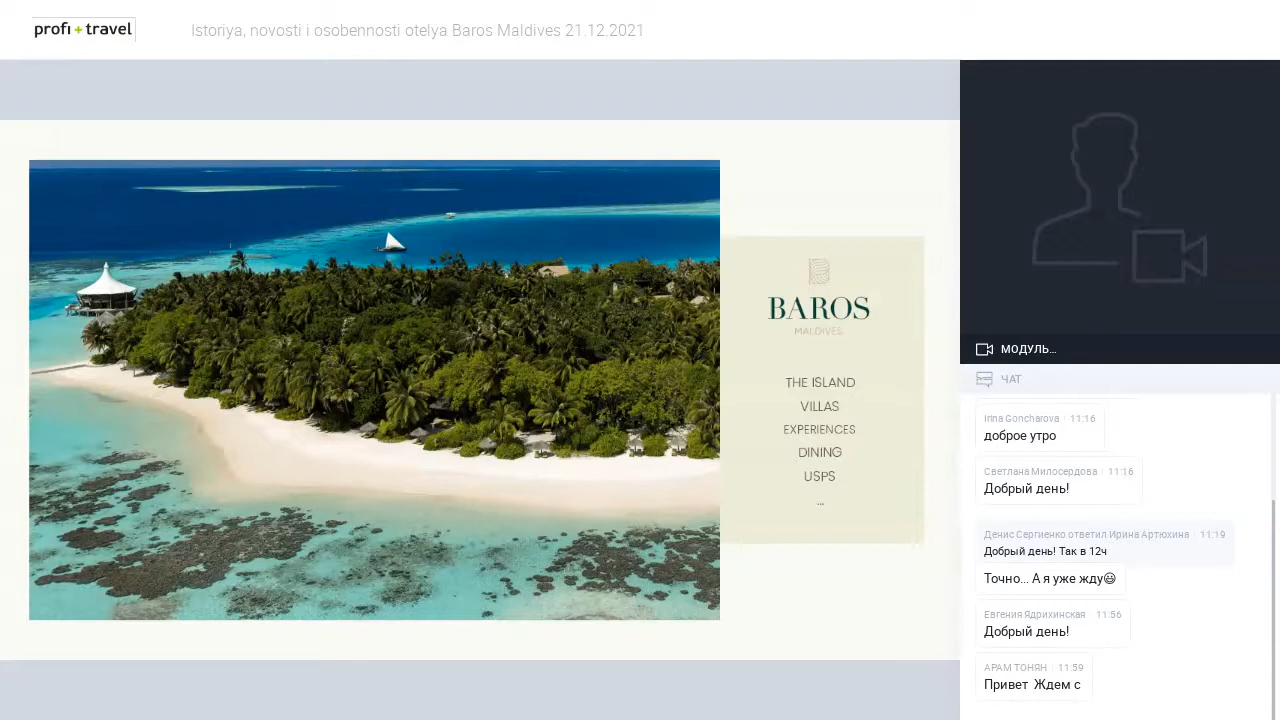 profi+travel
Istoriya, novosti i osobennosti otelya Baros Maldives 21.12.2021
BAROS
MALDIVES
THE ISLAND
VILLAS
EXPERIENCES
DINING
USPS
...
МОДУЛЬ...
ЧАТ
Irina Goncharova 11:16
доброе утро
Светлана Милосердова 11:16
Добрый день!
Денис Сергиенко ответил Ирина Артюхина 11:19
Добрый день! Так в 12ч
Точно... А я уже жду😃
Евгения Ядрихинская 11:56
Добрый день!
АРАМ ТОНЯН 11:59
Привет Ждем с